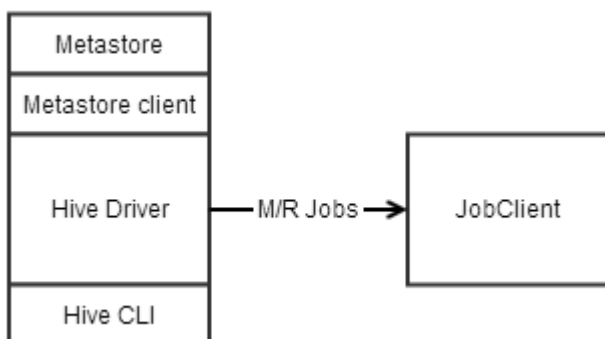 Metastore
Metastore client
Hive Driver
M/R Jobs
JobClient
Hive CLI